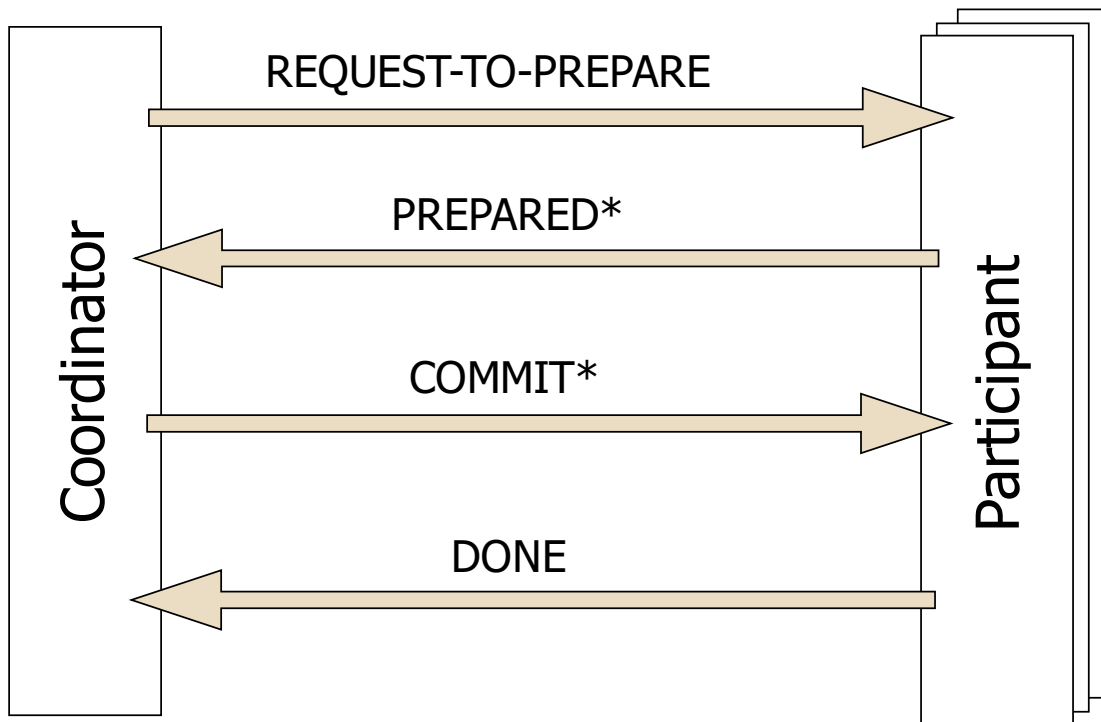 REQUEST-TO-PREPARE
PREPARED*
Coordinator
Participant
COMMIT*
DONE